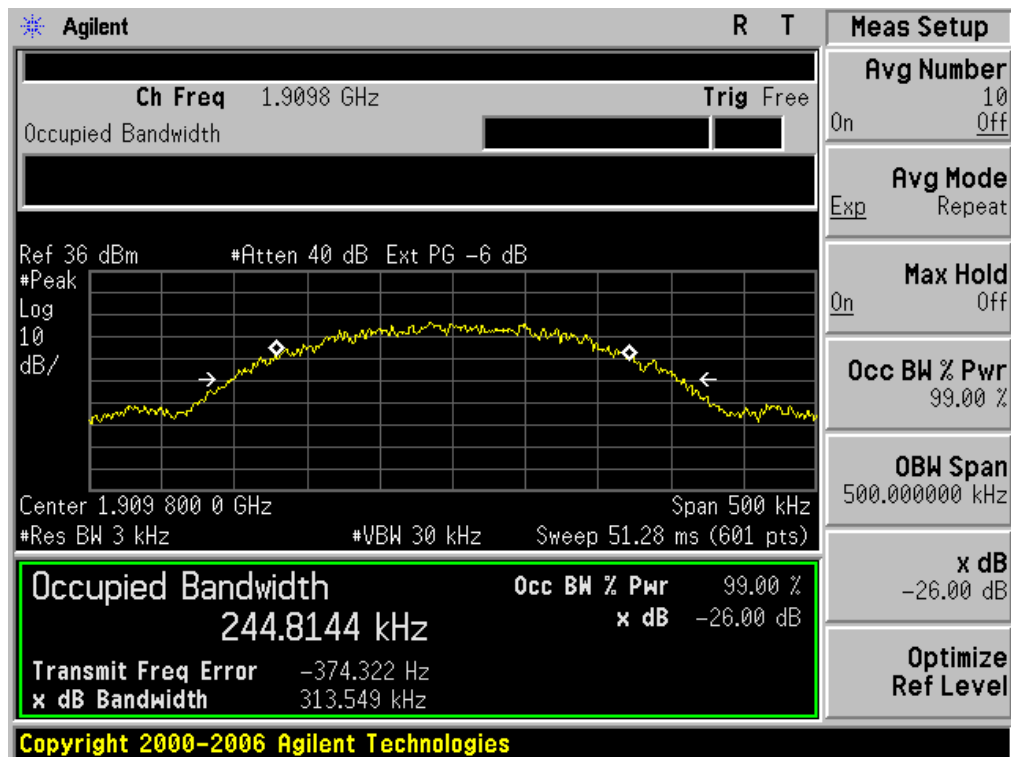 Agilent R T
Ch Freq 1.9098 GHz Trig Free
Occupied Bandwidth
Ref 36 dBm #Atten 40 dB Ext PG -6 dB
#Peak
Log
10
dB/
Center 1.909 800 0 GHz Span 500 kHz
#Res BW 3 kHz #VBW 30 kHz Sweep 51.28 ms (601 pts)
Occupied Bandwidth Occ BW % Pwr 99.00 %
244.8144 kHz x dB -26.00 dB
Transmit Freq Error -374.322 Hz
x dB Bandwidth 313.549 kHz
Copyright 2000-2006 Agilent Technologies
Meas Setup
Avg Number
10
On Off
Avg Mode
Exp Repeat
Max Hold
On Off
Occ BW % Pwr
99.00 %
OBW Span
500.000000 kHz
x dB
-26.00 dB
Optimize
Ref Level